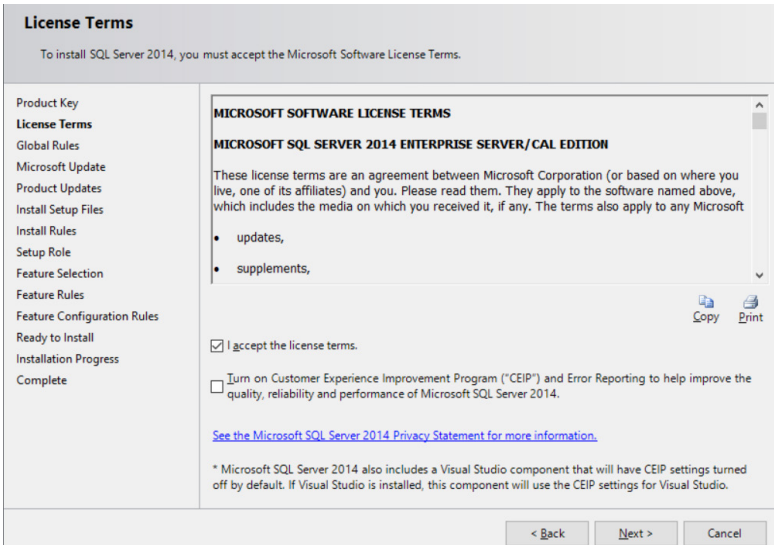 License Terms
To install SQL Server 2014, you must accept the Microsoft Software License Terms.
Product Key
License Terms
Global Rules
Microsoft Update
Product Updates
Install Setup Files
Install Rules
Setup Role
Feature Selection
Feature Rules
Feature Configuration Rules
Ready to Install
Installation Progress
Complete
MICROSOFT SOFTWARE LICENSE TERMS
MICROSOFT SQL SERVER 2014 ENTERPRISE SERVER/CAL EDITION
These license terms are an agreement between Microsoft Corporation (or based on where you
live, one of its affiliates) and you. Please read them. They apply to the software named above,
which includes the media on which you received it, if any. The terms also apply to any Microsoft
• updates,
• supplements,
Copy Print
I accept the license terms.
Turn on Customer Experience Improvement Program ("CEIP") and Error Reporting to help improve the
quality, reliability and performance of Microsoft SQL Server 2014.
See the Microsoft SQL Server 2014 Privacy Statement for more information.
* Microsoft SQL Server 2014 also includes a Visual Studio component that will have CEIP settings turned
off by default. If Visual Studio is installed, this component will use the CEIP settings for Visual Studio.
< Back Next > Cancel